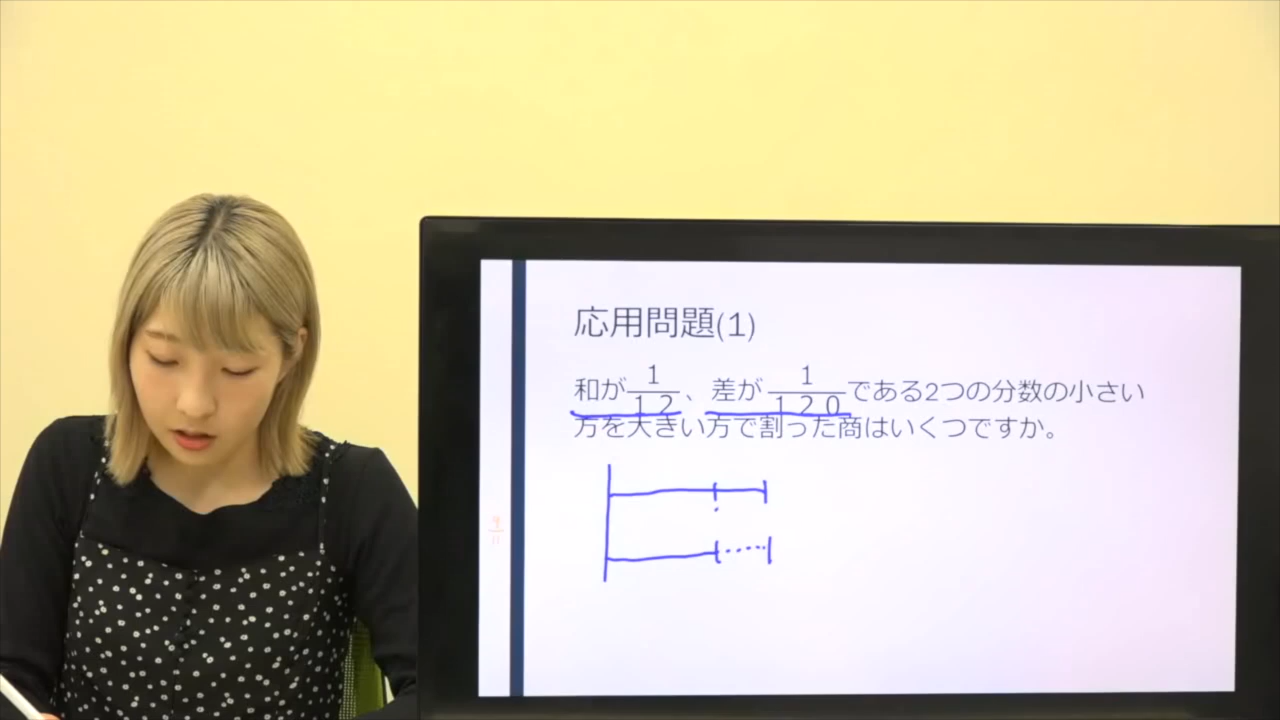 応用問題(1)
和が1/12、差が1/120である2つの分数の小さい
方を大きい方で割った商はいくつですか。